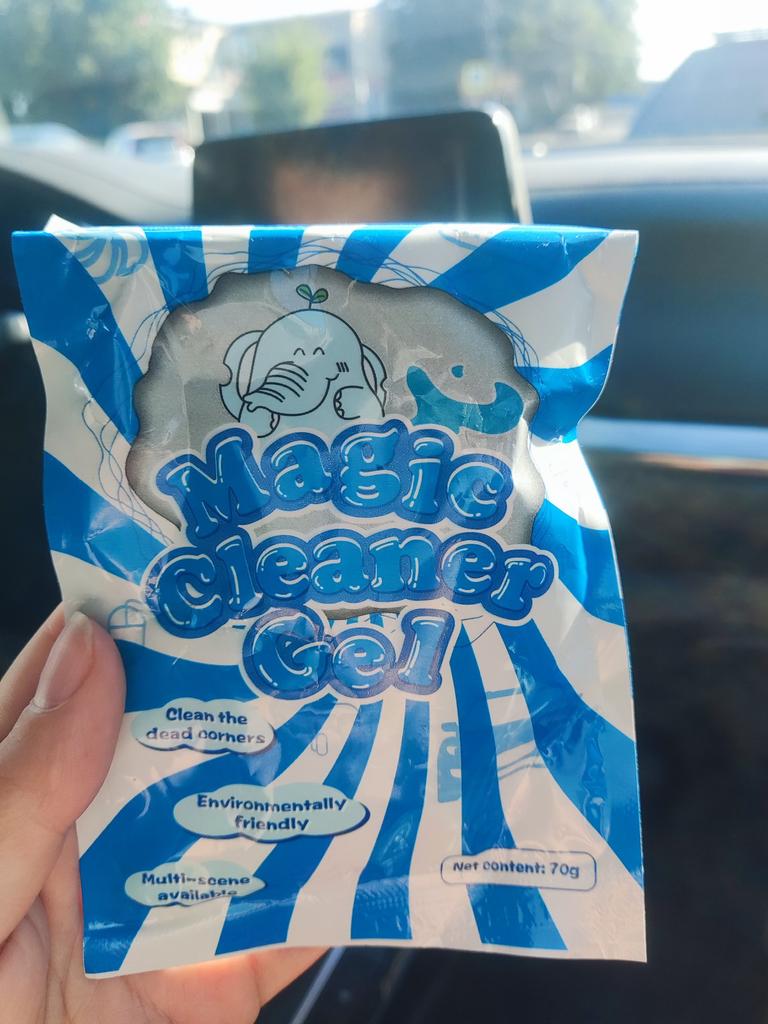 Magic
Cleaner
Gel
Clean the
dead corners
Environmentally
friendly
Multi-scene
available
Net content: 70g